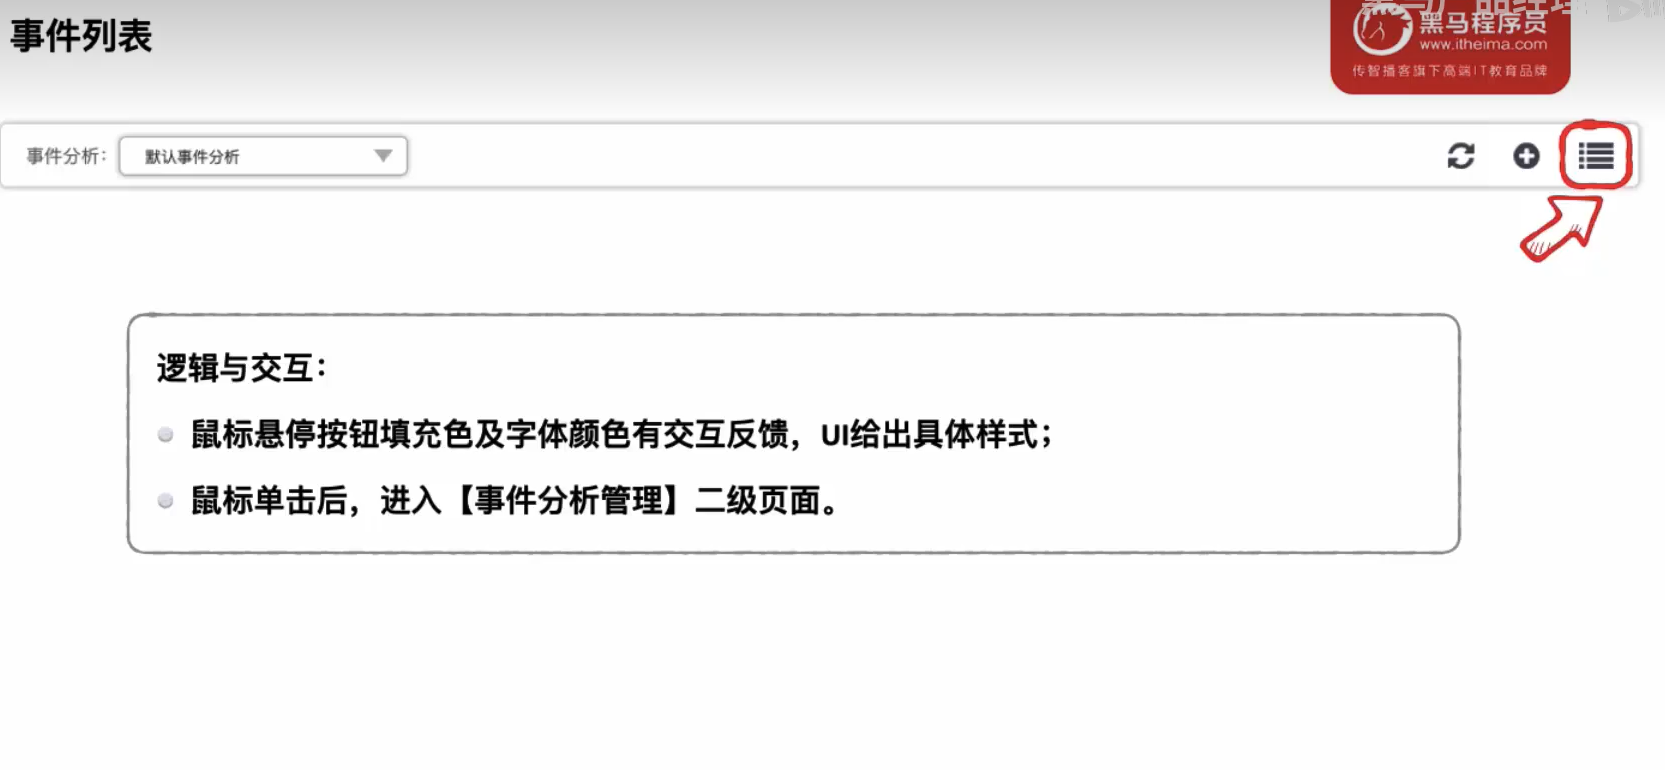 事件列表
黑马程序员
www.itheima.com
传智播客旗下高端IT教育品牌
事件分析：
默认事件分析
逻辑与交互：
鼠标悬停按钮填充色及字体颜色有交互反馈，UI给出具体样式；
鼠标单击后，进入【事件分析管理】二级页面。